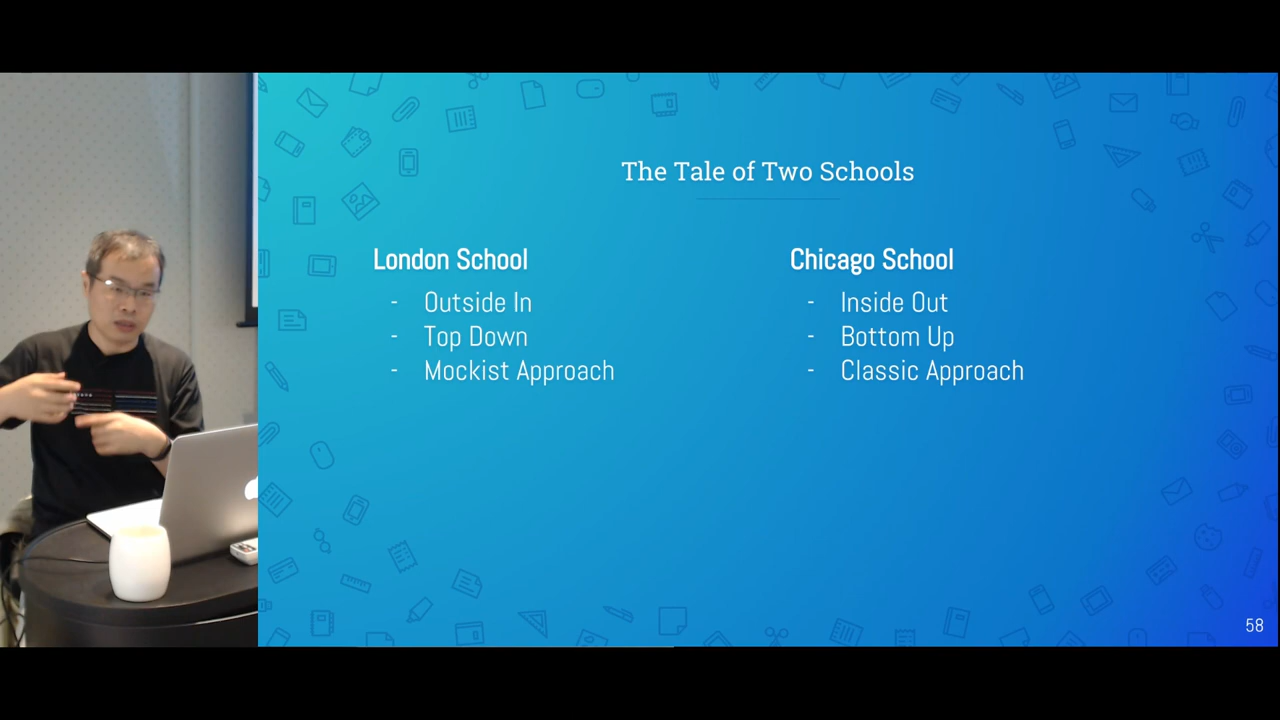 The Tale of Two Schools
London School
- Outside In
- Top Down
- Mockist Approach
Chicago School
- Inside Out
- Bottom Up
- Classic Approach
58